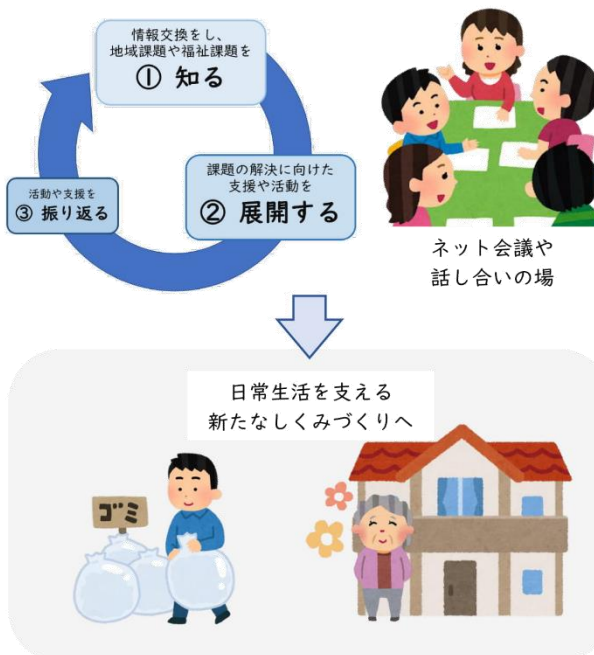 情報交換をし、
地域課題や福祉課題を
① 知る
課題の解決に向けた
支援や活動を
② 展開する
活動や支援を
③ 振り返る
ネット会議や
話し合いの場
日常生活を支える
新たなしくみづくりへ
ゴミ